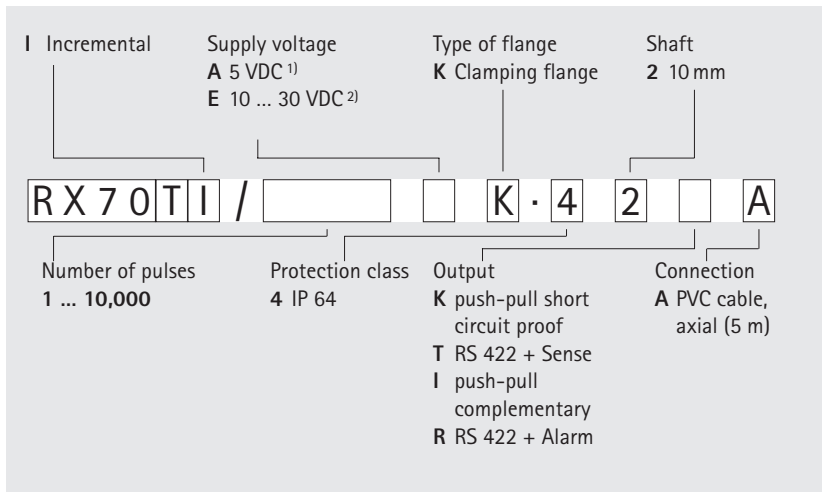 I Incremental
Supply voltage
A 5 VDC 1)
E 10 ... 30 VDC 2)
Type of flange
K Clamping flange
Shaft
2 10 mm
RX70TI / K · 4 2 A
Number of pulses
1 ... 10,000
Protection class
4 IP 64
Output
K push-pull short
circuit proof
T RS 422 + Sense
I push-pull
complementary
R RS 422 + Alarm
Connection
A PVC cable,
axial (5 m)